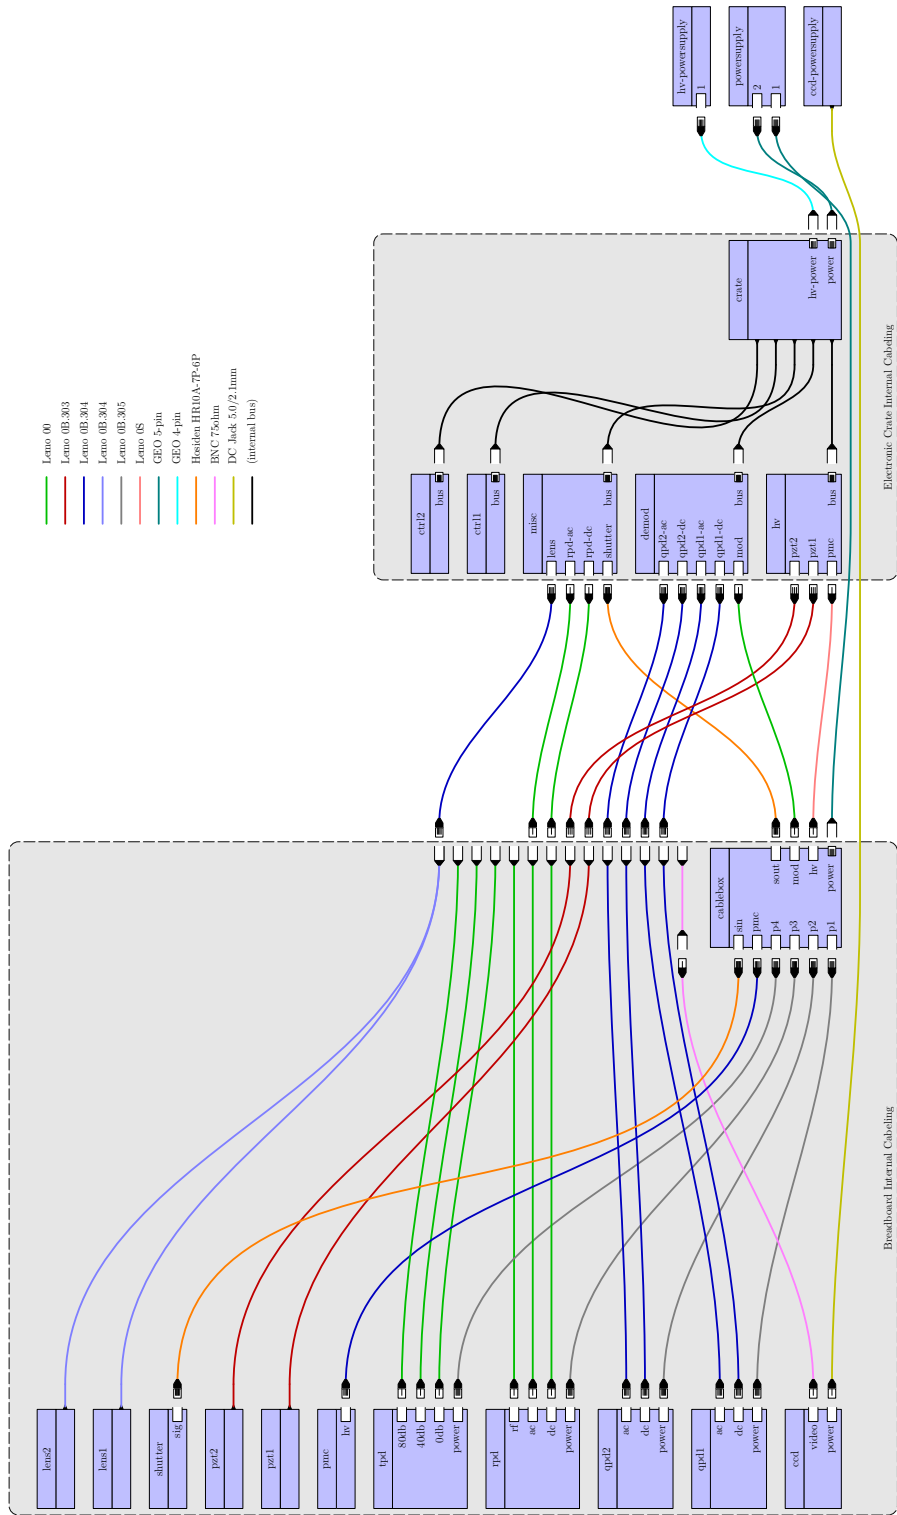 hv-powersupply
1
powersupply
2
1
ccd-powersupply
crate
hv-power
power
Electronic Crate Internal Cabeling
Lemo 00
Lemo 0B.303
Lemo 0B.304
Lemo 0B.304
Lemo 0B.305
Lemo 0S
GEO 5-pin
GEO 4-pin
Hosiden HR10A-7P-6P
BNC 75ohm
DC Jack 5.0/2.1mm
(internal bus)
ctrl2
bus
ctrl1
bus
misc
lens
rpd-ac
rpd-dc
shutter
bus
demod
qpd2-ac
qpd2-dc
qpd1-ac
qpd1-dc
mod
bus
hv
pzt2
pzt1
pmc
bus
cablebox
sout
mod
hv
power
sin
pmc
p4
p3
p2
p1
Breadboard Internal Cabeling
lens2
lens1
shutter
sig
pzt2
pzt1
pmc
hv
tpd
80db
40db
0db
power
rpd
rf
ac
dc
power
qpd2
ac
dc
power
qpd1
ac
dc
power
ccd
video
power